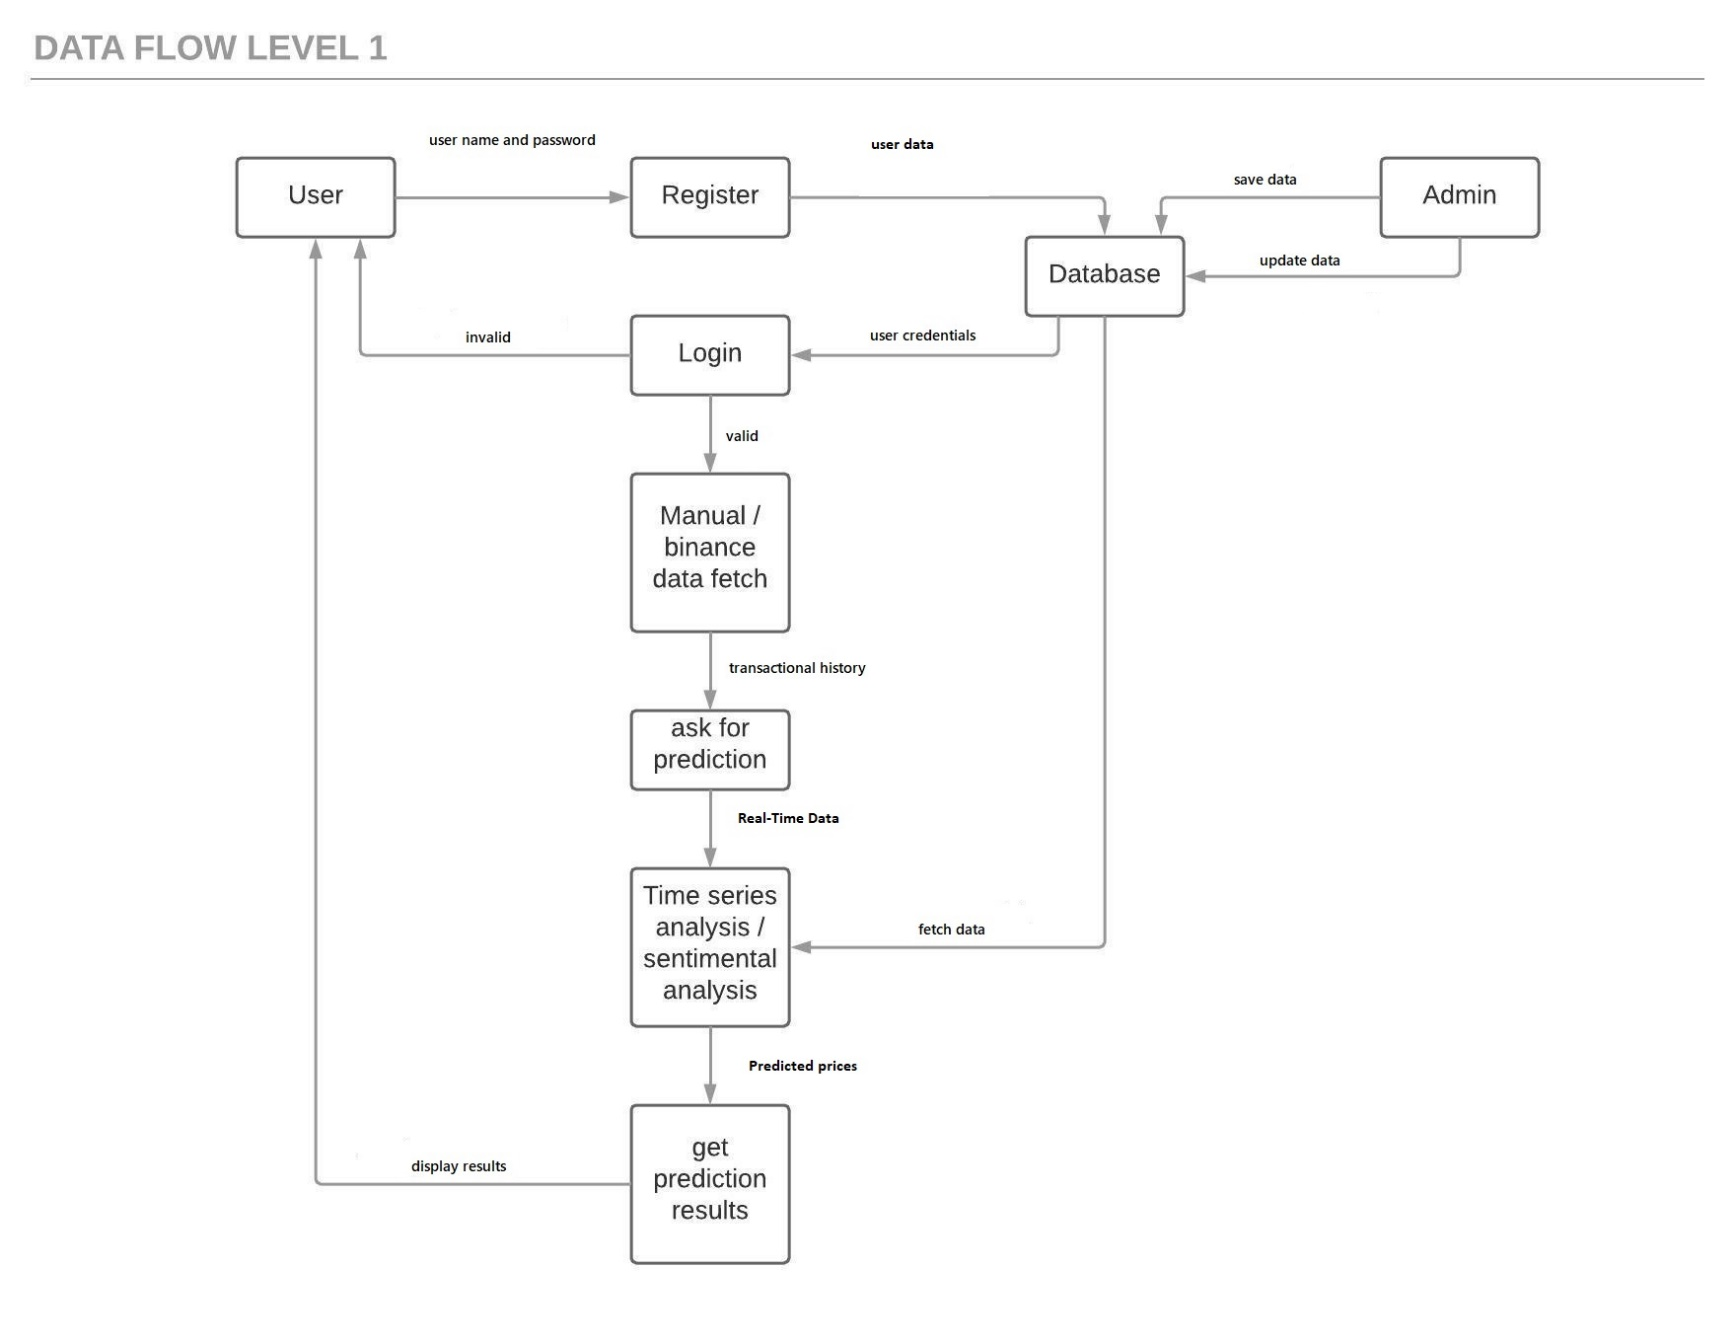 DATA FLOW LEVEL 1
user name and password
user data
User
Register
save data
Admin
Database
update data
invalid
Login
user credentials
valid
Manual /
binance
data fetch
transactional history
ask for
prediction
Real-Time Data
Time series
analysis /
sentimental
analysis
fetch data
Predicted prices
get
prediction
results
display results